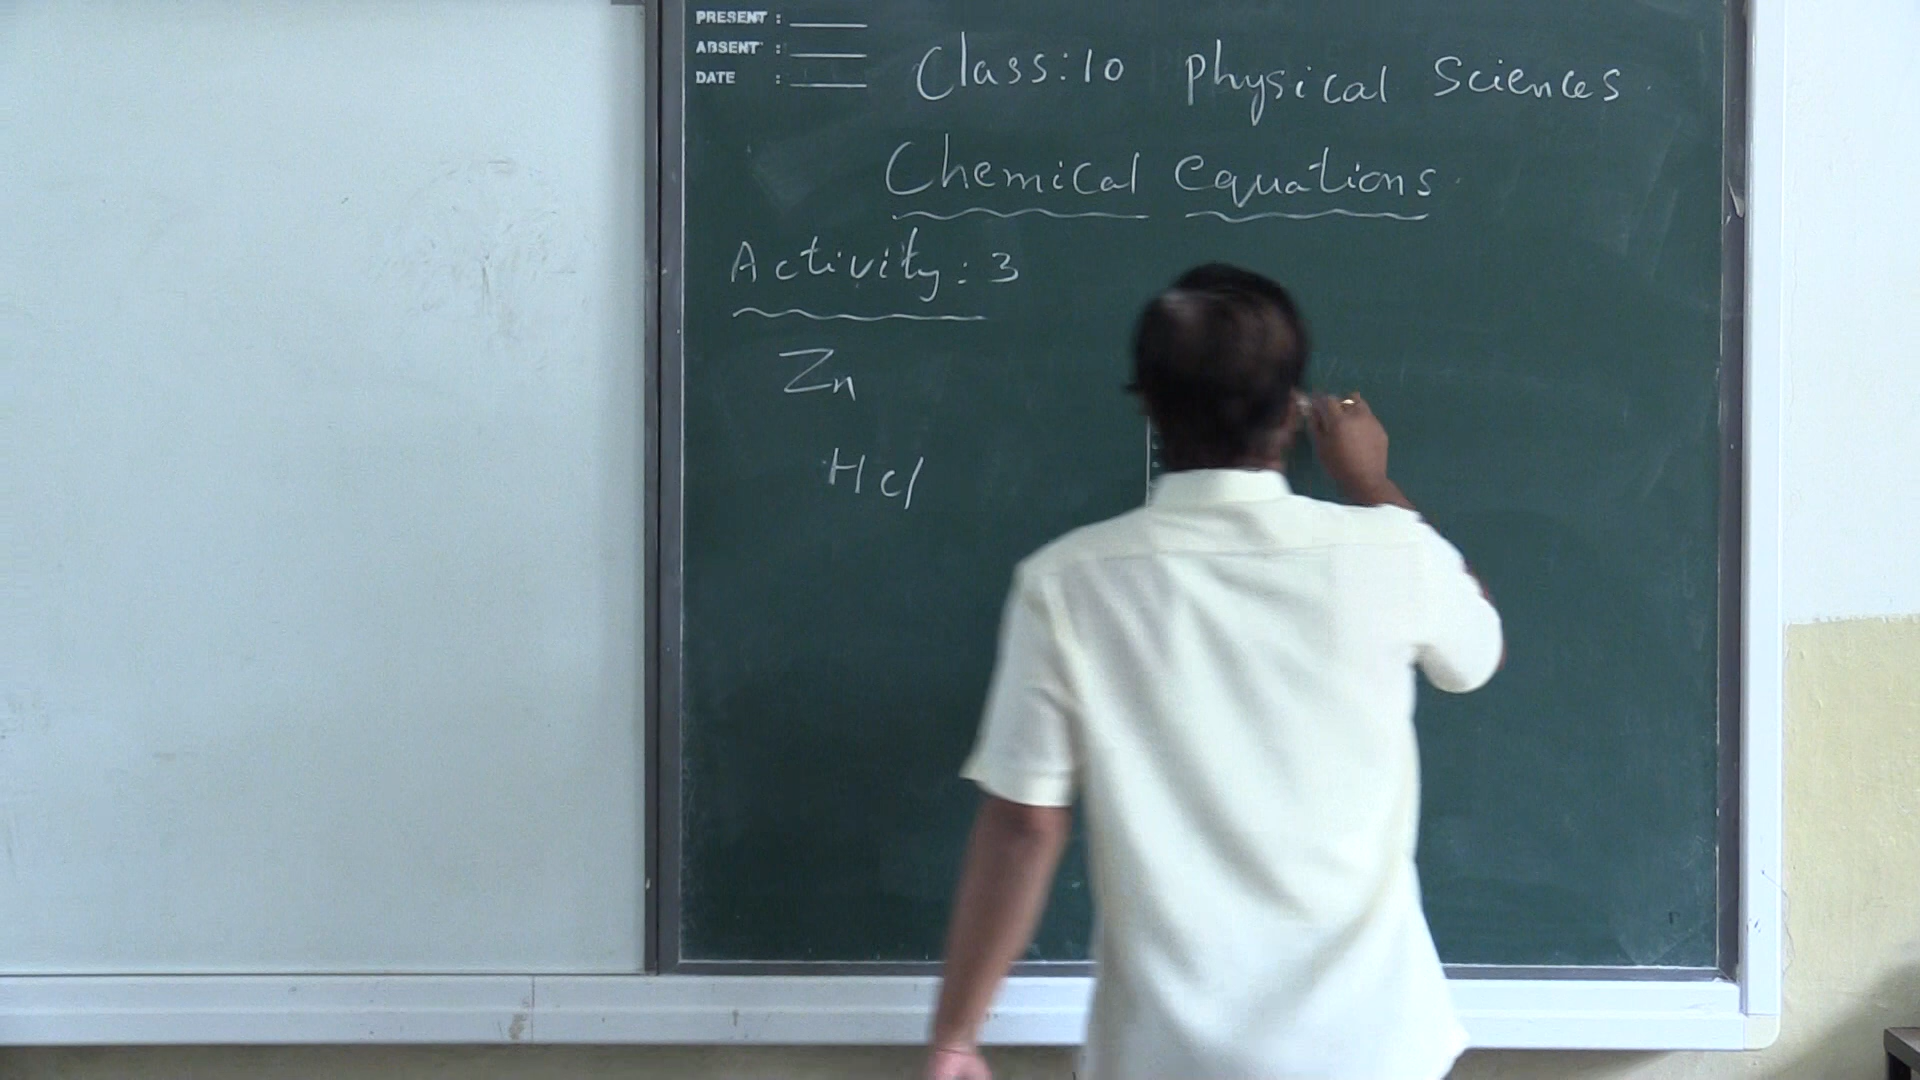 PRESENT :
ABSENT :
DATE :
Class:10 Physical Sciences
Chemical equations
Activity: 3
Zn
Hcl